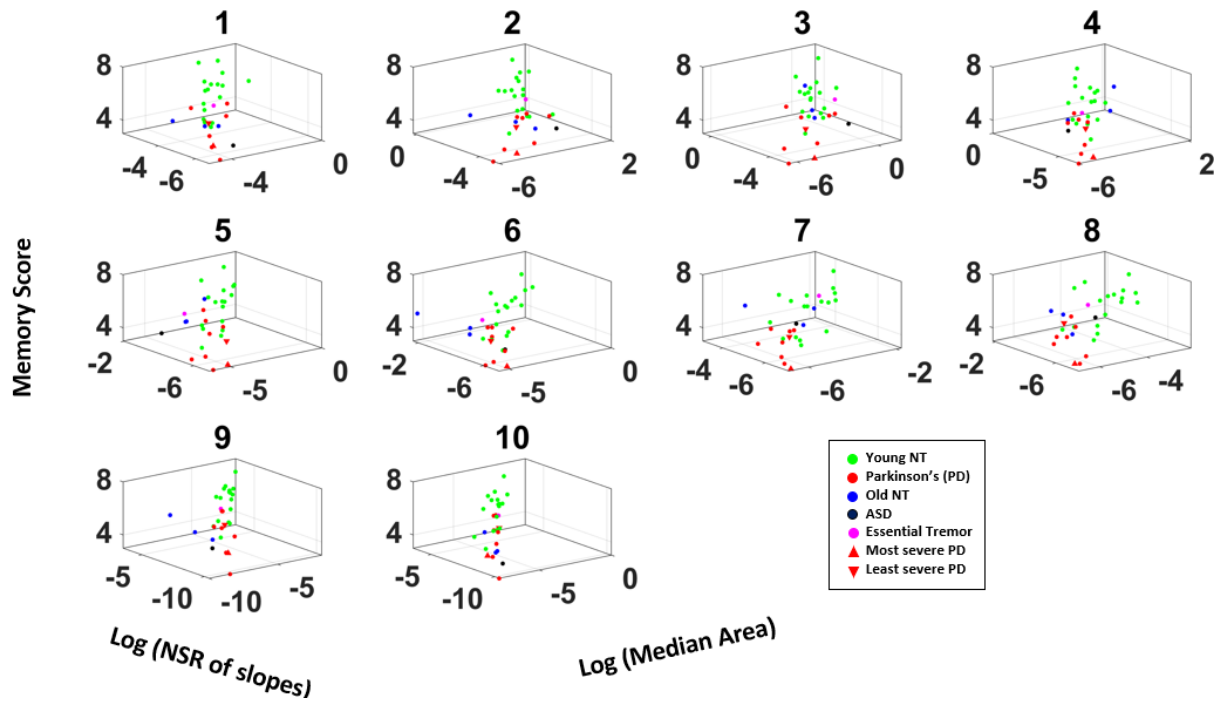 1 2 3 4
8 8 8 8
4 4 4 4
-4 -6 -4 0
0 -4 -6 2
0 -4 -6 0
0 -5 -6 2
5 6 7 8
8 8 8 8
4 4 4 4
-2 -6 -5 0
-2 -6 -5 0
-4 -6 -6 -2
-2 -6 -6 -4
9 10
8 8
4 4
-5 -10 -10 -5
-5 -10 -5 0
Memory Score
Log (NSR of slopes)
Log (Median Area)
Young NT
Parkinson's (PD)
Old NT
ASD
Essential Tremor
Most severe PD
Least severe PD